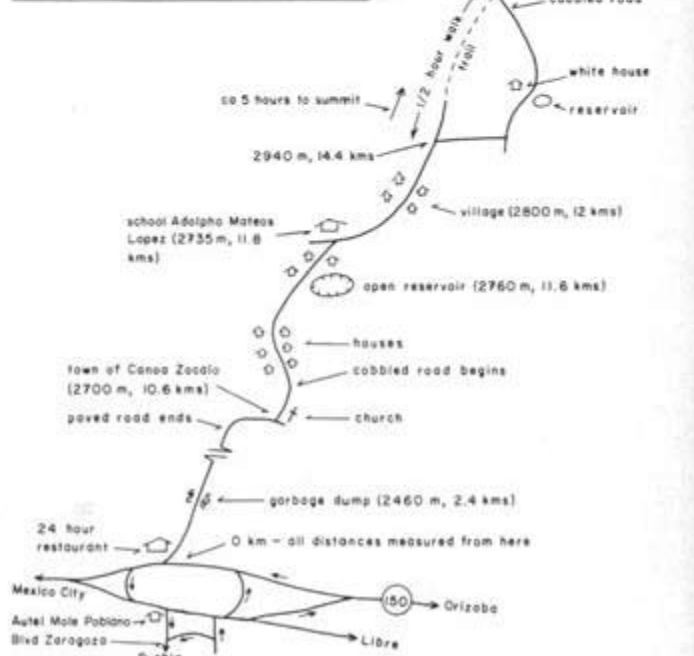 cobbled road
1/2 hour walk
trail
white house
ca 5 hours to summit
reservoir
2940 m, 14.4 kms
village (2800 m, 12 kms)
school Adolpho Mateos
Lopez (2735 m, 11.8
kms)
open reservoir (2760 m, 11.6 kms)
houses
town of Canoa Zocalo
(2700 m, 10.6 kms)
cobbled road begins
paved road ends
church
garbage dump (2460 m, 2.4 kms)
24 hour
restaurant
0 km - all distances measured from here
Mexico City
150
Orizaba
Autel Mole Poblano
Blvd Zaragoza
Libre